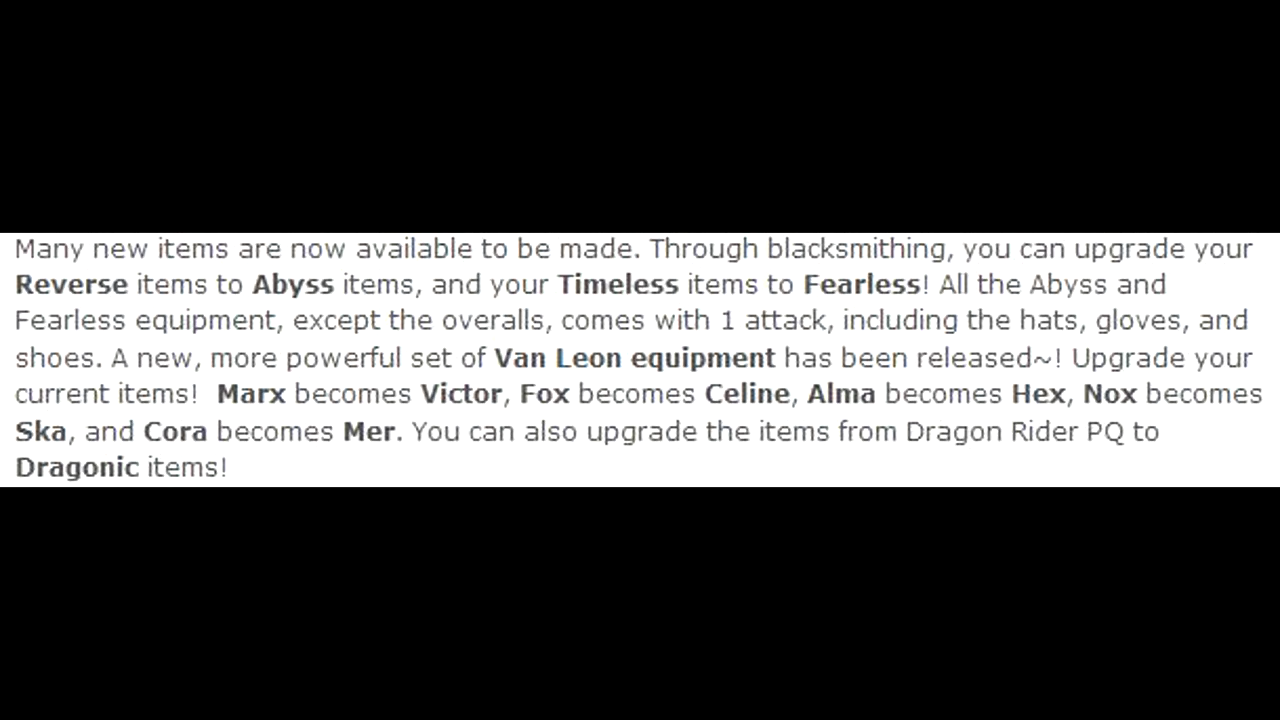 Many new items are now available to be made. Through blacksmithing, you can upgrade your
Reverse items to Abyss items, and your Timeless items to Fearless! All the Abyss and
Fearless equipment, except the overalls, comes with 1 attack, including the hats, gloves, and
shoes. A new, more powerful set of Van Leon equipment has been released~! Upgrade your
current items!  Marx becomes Victor, Fox becomes Celine, Alma becomes Hex, Nox becomes
Ska, and Cora becomes Mer. You can also upgrade the items from Dragon Rider PQ to
Dragonic items!